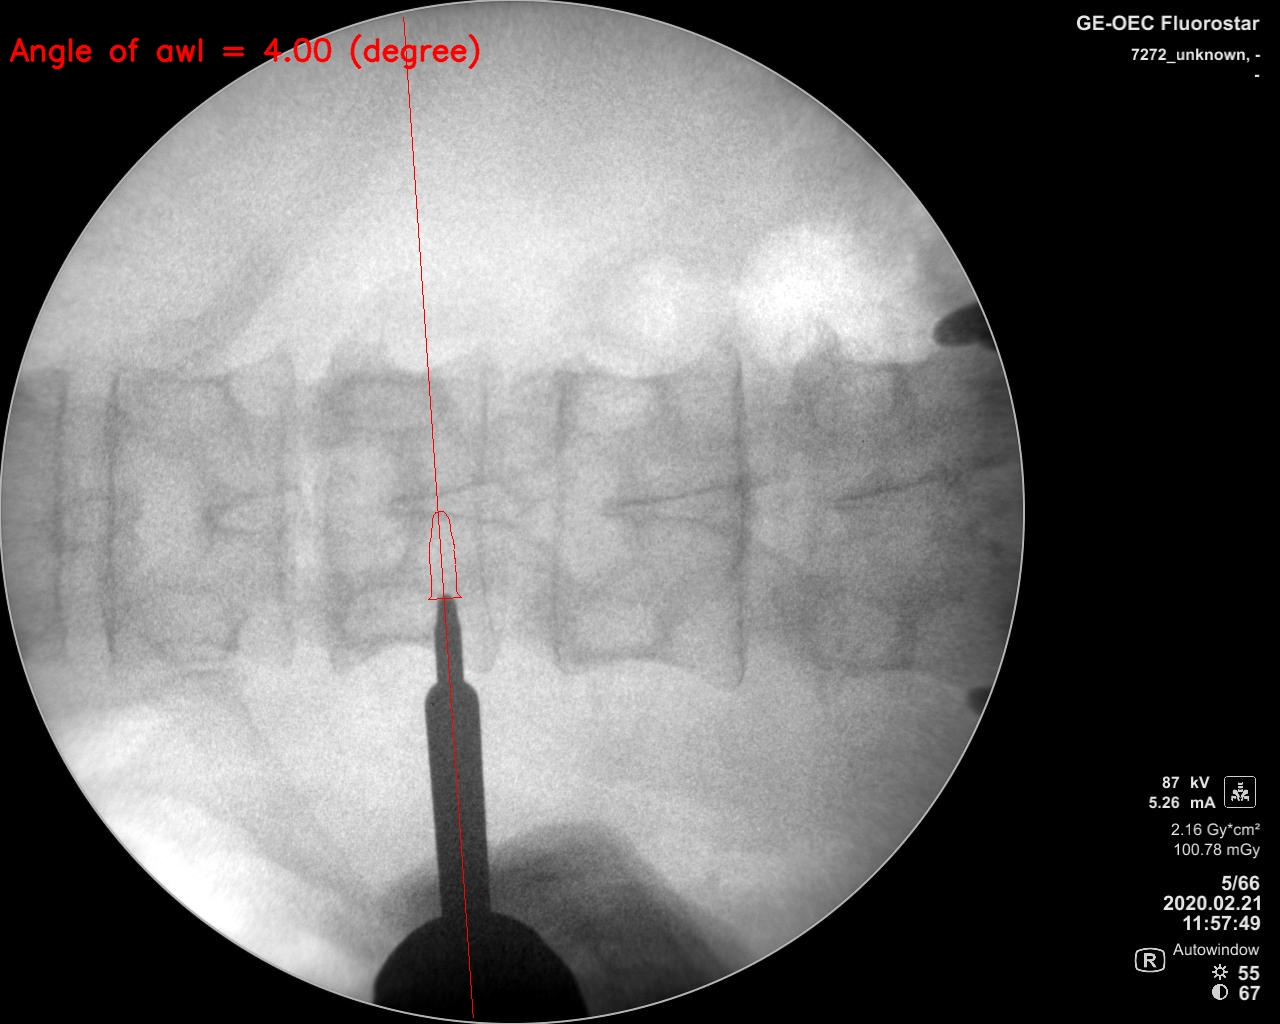 Angle of awl = 4.00 (degree)
GE-OEC Fluorostar
7272_unknown, -
-
87 kV
5.26 mA
2.16 Gy*cm²
100.78 mGy
5/66
2020.02.21
11:57:49
R Autowindow
55
67